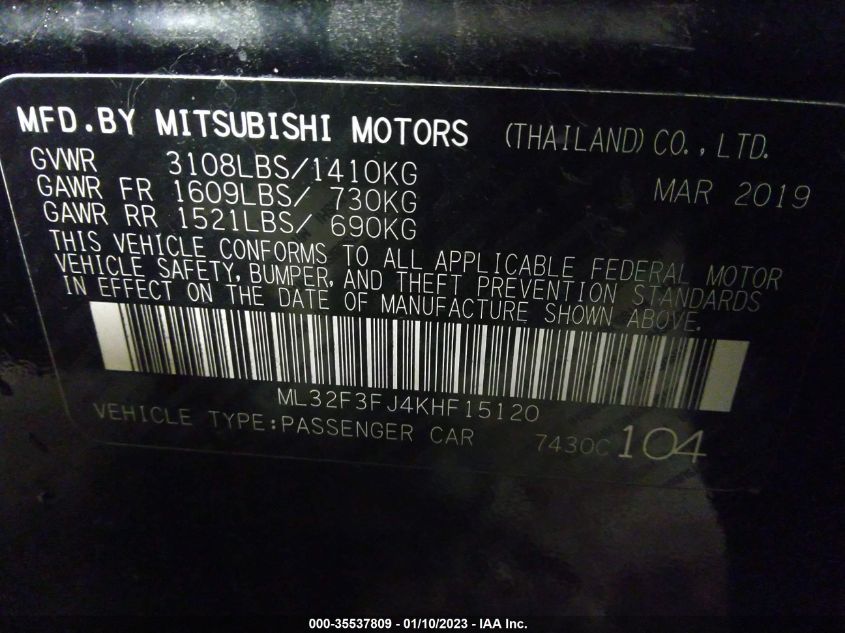 MFD.BY MITSUBISHI MOTORS (THAILAND) CO., LTD.
GVWR 3108LBS/1410KG MAR 2019
GAWR FR 1609LBS/ 730KG
GAWR RR 1521LBS/ 690KG
THIS VEHICLE CONFORMS TO ALL APPLICABLE FEDERAL MOTOR
VEHICLE SAFETY, BUMPER, AND THEFT PREVENTION STANDARDS
IN EFFECT ON THE DATE OF MANUFACTURE SHOWN ABOVE.
ML32F3FJ4KHF15120
VEHICLE TYPE:PASSENGER CAR 7430C 104
000-35537809 - 01/10/2023 - IAA Inc.